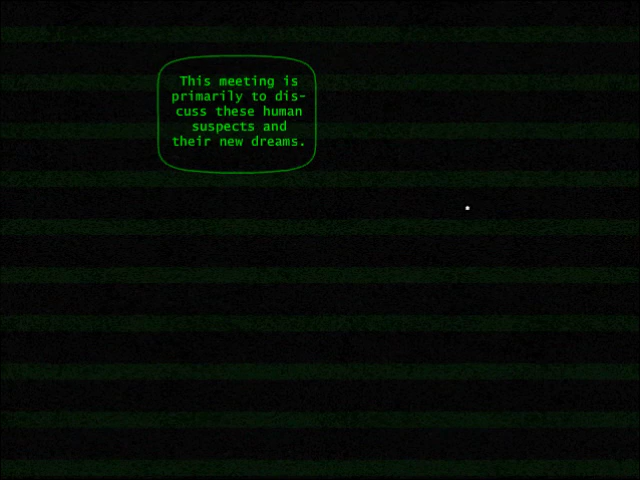 This meeting is
primarily to dis-
cuss these human
suspects and
their new dreams.